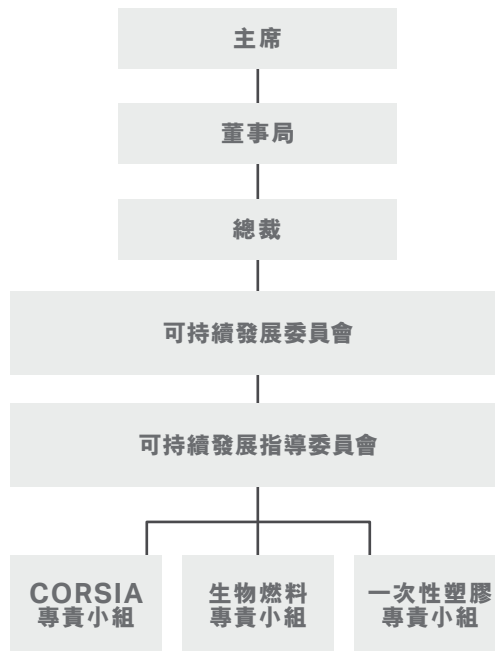 主席
董事局
總裁
可持續發展委員會
可持續發展指導委員會
CORSIA
專責小組
生物燃料
專責小組
一次性塑膠
專責小組